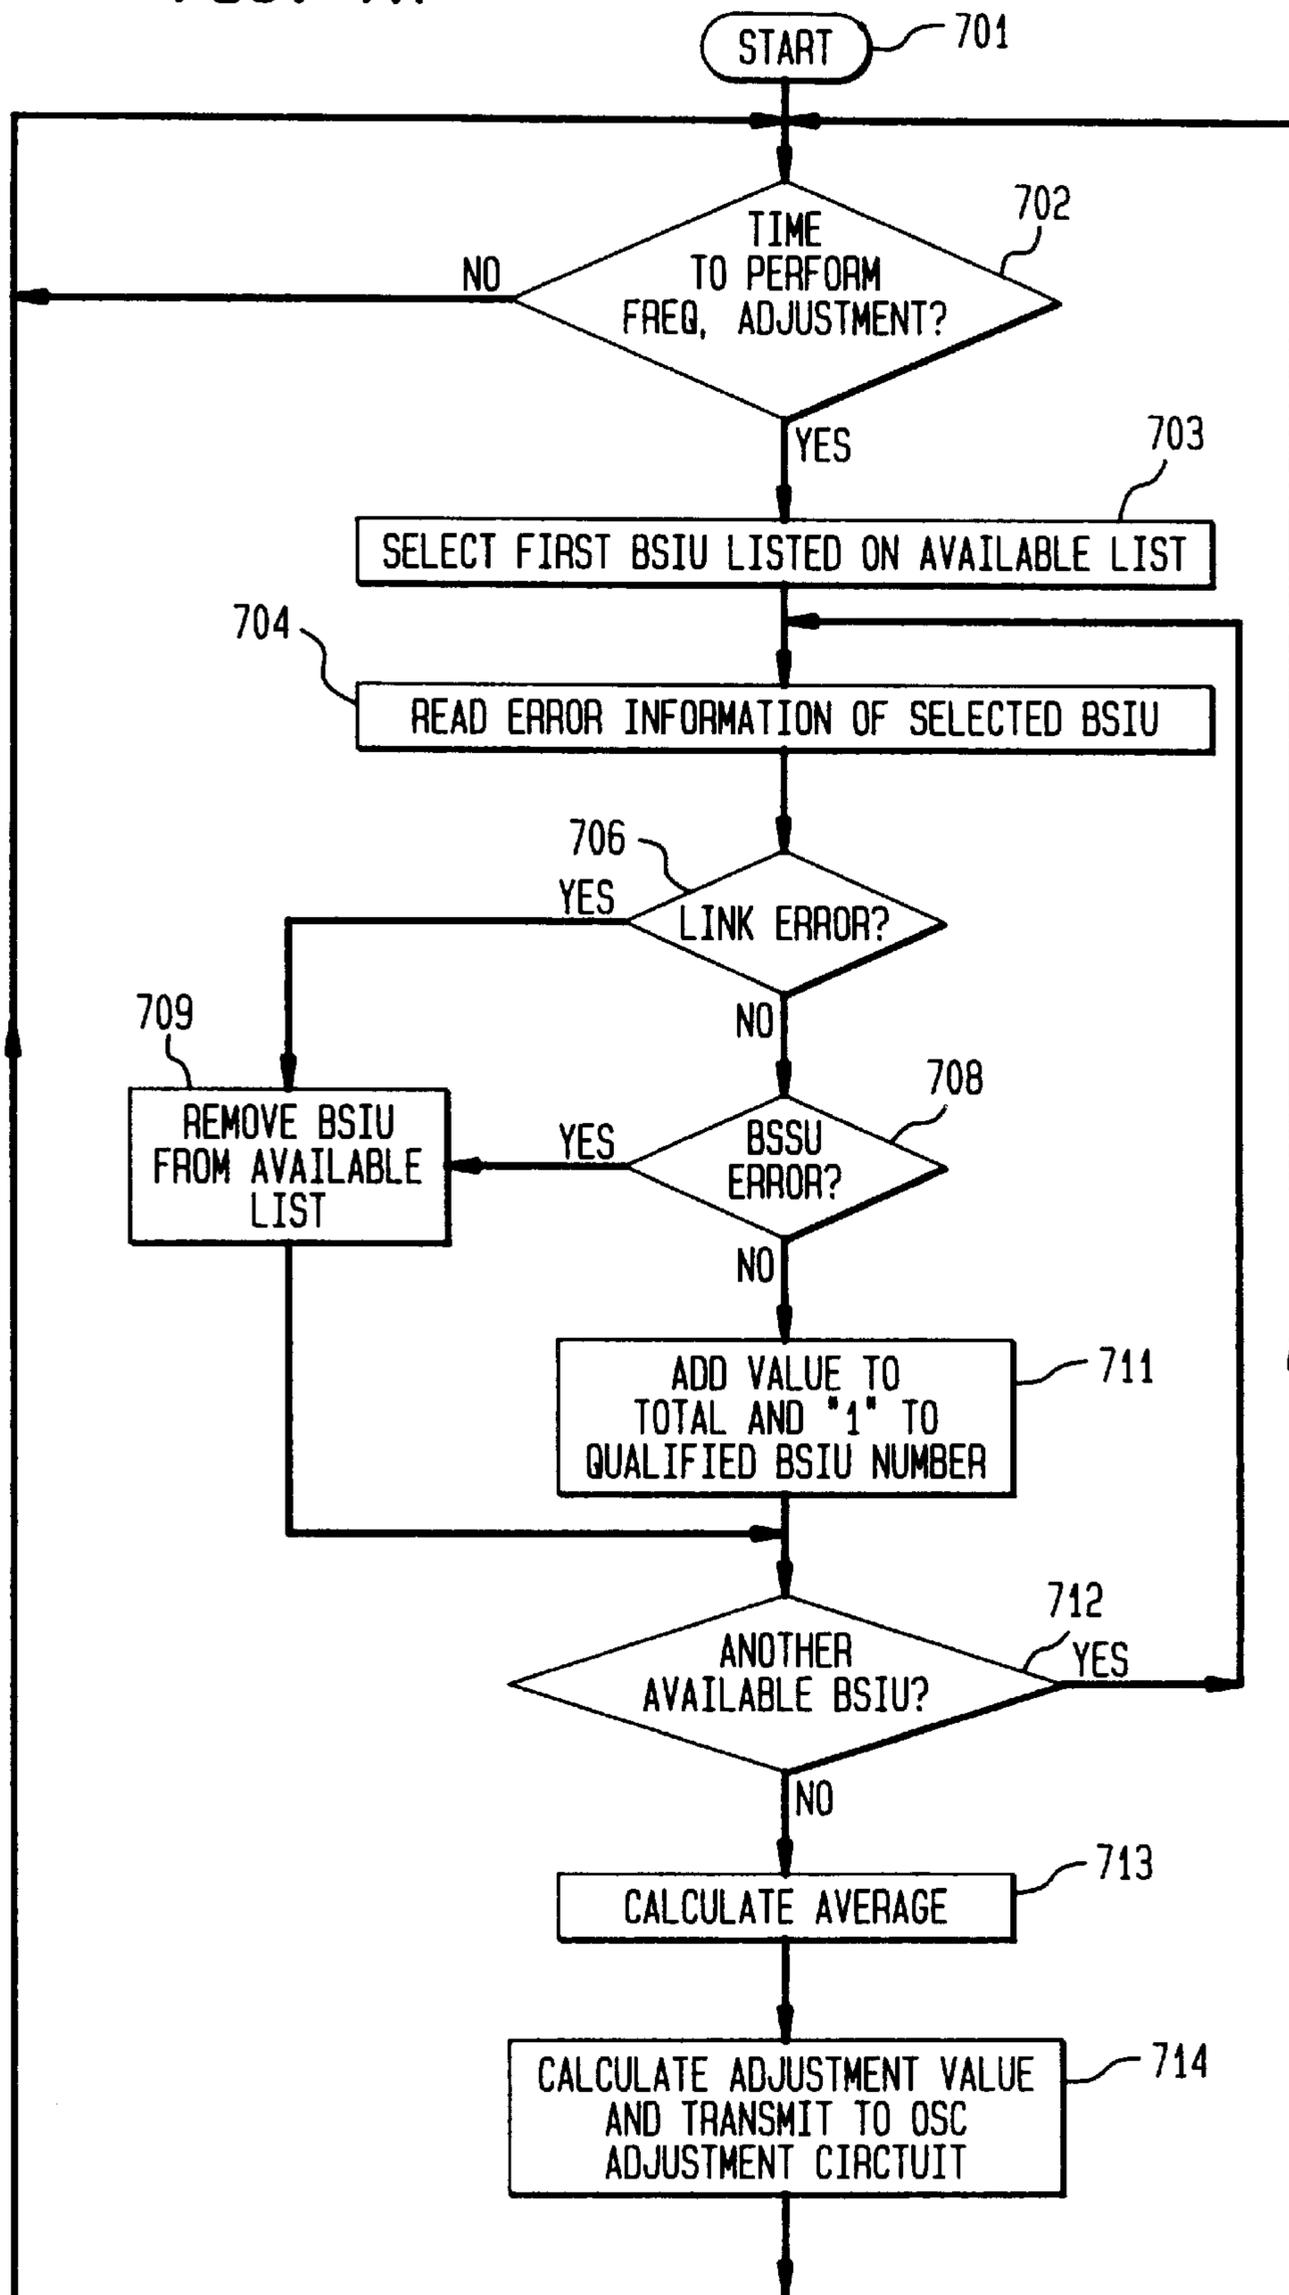 START
701
702
TIME
TO PERFORM
FREQ, ADJUSTMENT?
NO
YES
703
SELECT FIRST BSIU LISTED ON AVAILABLE LIST
704
READ ERROR INFORMATION OF SELECTED BSIU
706
YES
LINK ERROR?
NO
709
REMOVE BSIU
FROM AVAILABLE
LIST
708
YES
BSSU
ERROR?
NO
711
ADD VALUE TO
TOTAL AND "1" TO
QUALIFIED BSIU NUMBER
712
ANOTHER
AVAILABLE BSIU?
YES
NO
713
CALCULATE AVERAGE
714
CALCULATE ADJUSTMENT VALUE
AND TRANSMIT TO OSC
ADJUSTMENT CIRCTUIT